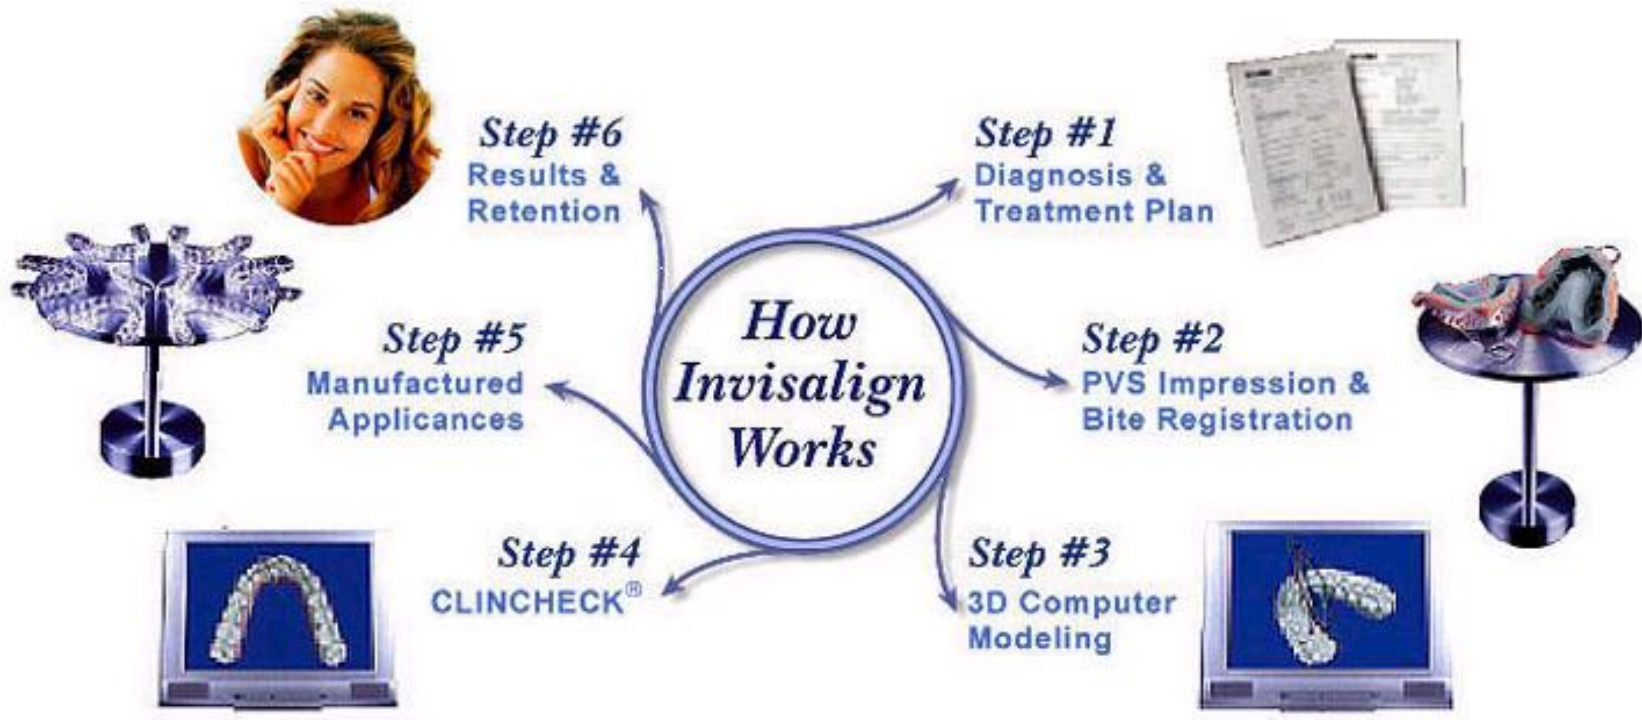 How
Invisalign
Works
Step #1
Diagnosis &
Treatment Plan
Step #2
PVS Impression &
Bite Registration
Step #3
3D Computer
Modeling
Step #4
CLINCHECK®
Step #5
Manufactured
Applicances
Step #6
Results &
Retention